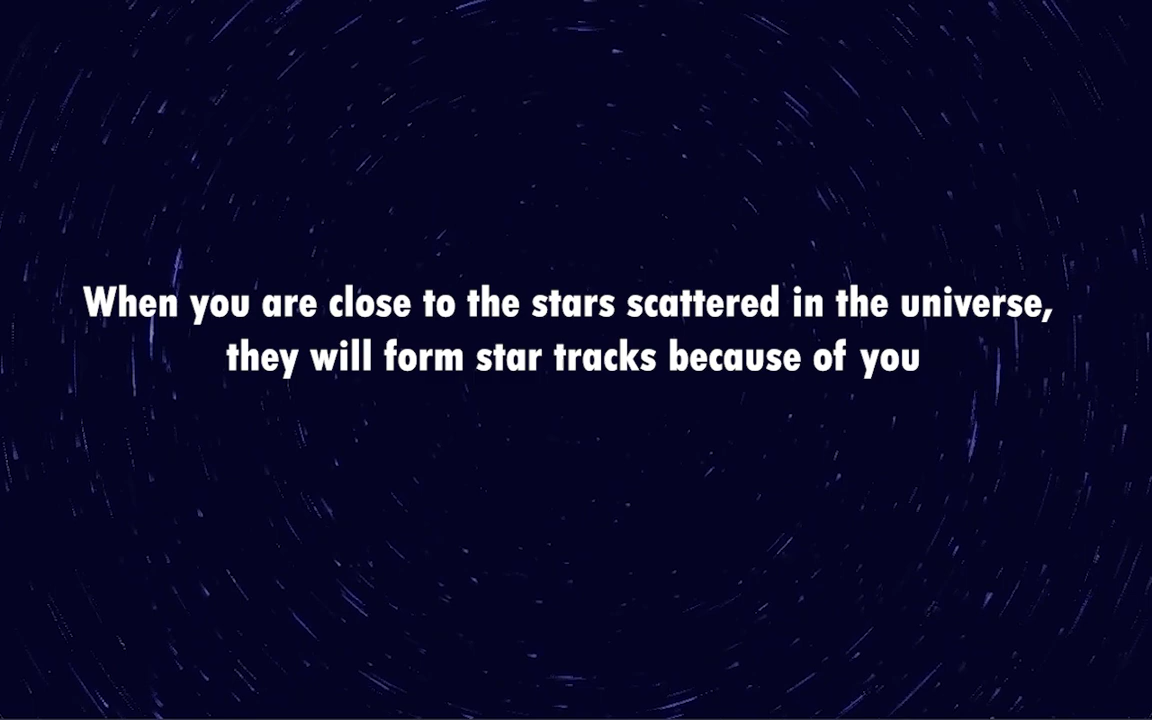 When you are close to the stars scattered in the universe,
they will form star tracks because of you